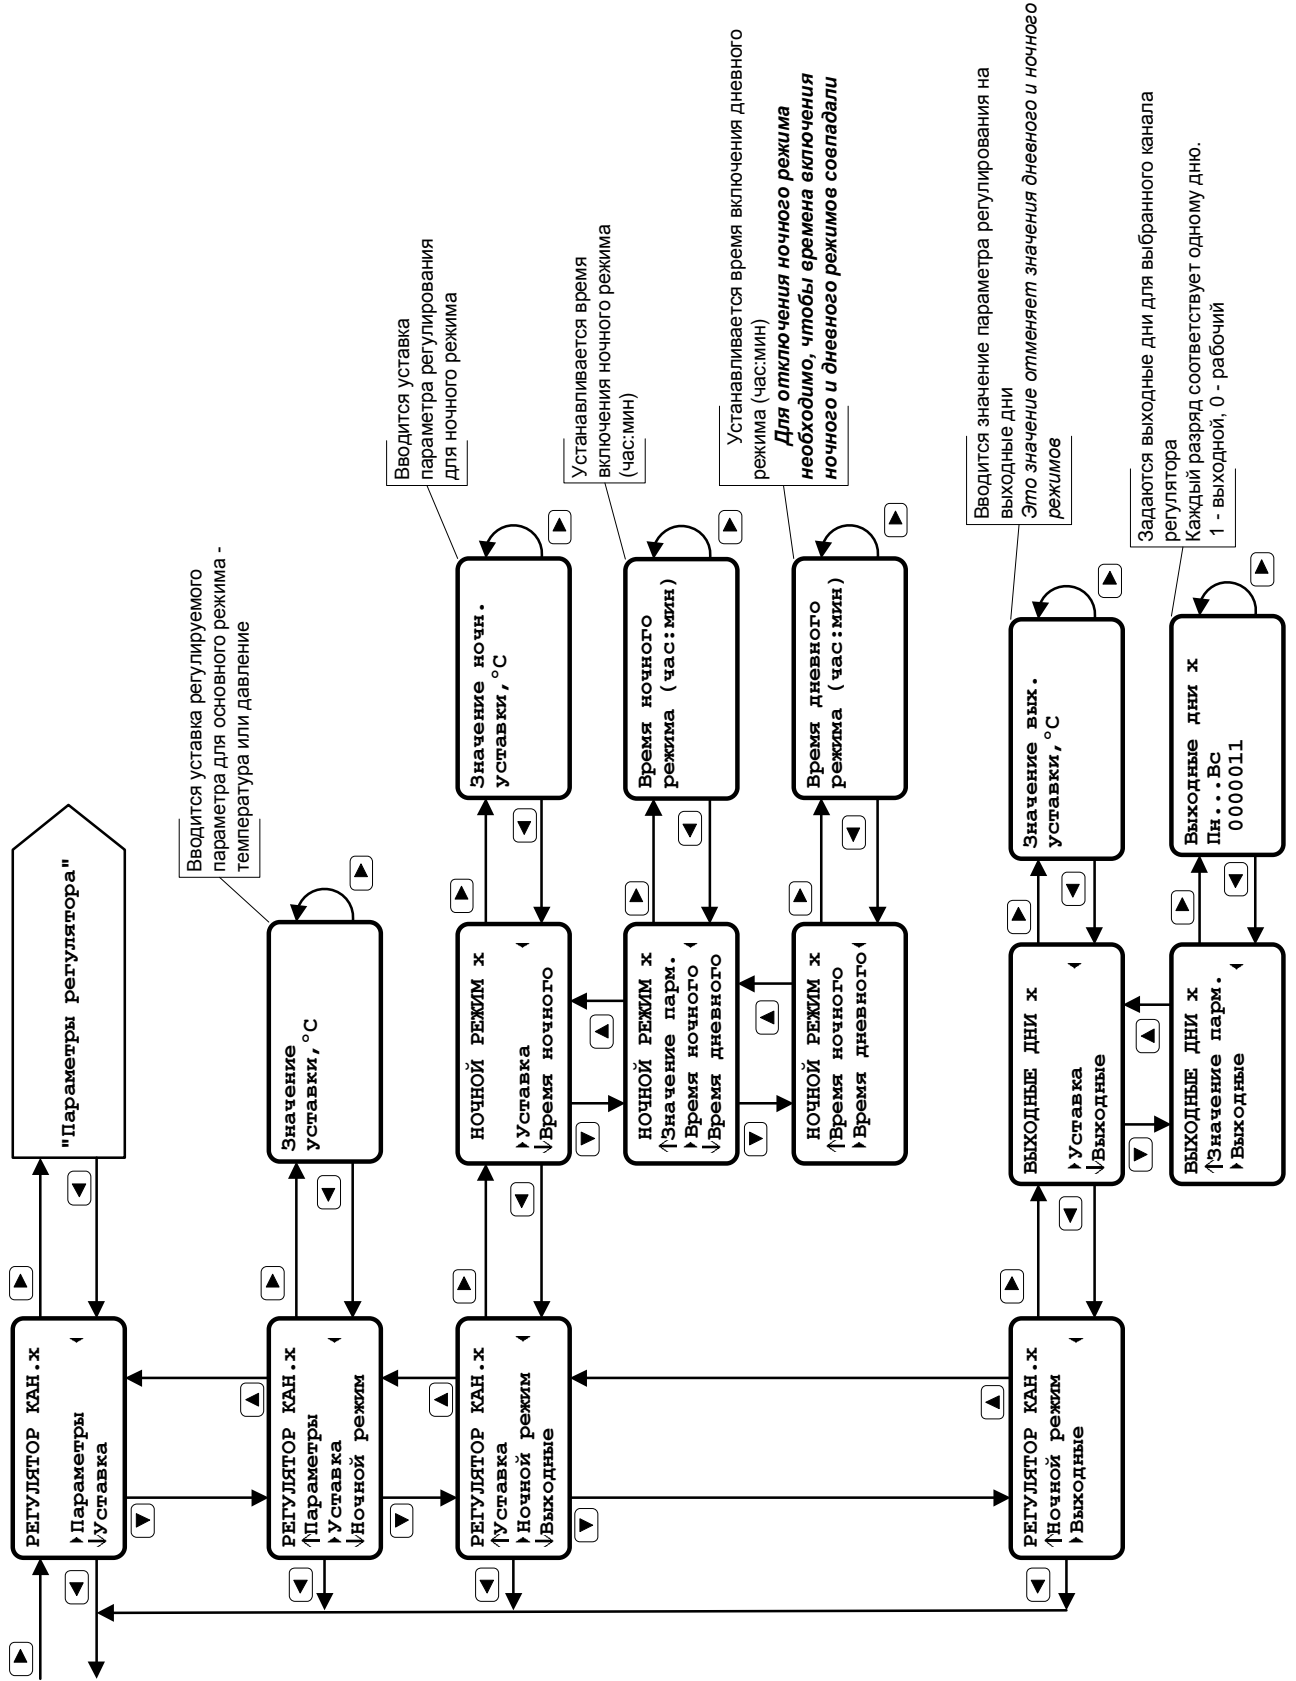 РЕГУЛЯТОР КАН.x
Параметры
Уставка
"Параметры регулятора"
РЕГУЛЯТОР КАН.x
Параметры
Уставка
Ночной режим
Значение
уставки,°C
Вводится уставка регулируемого
параметра для основного режима -
температура или давление
РЕГУЛЯТОР КАН.x
Уставка
Ночной режим
Выходные
НОЧНОЙ РЕЖИМ x
Уставка
Время ночного
Значение ночн.
уставки,°C
Вводится уставка
параметра регулирования
для ночного режима
НОЧНОЙ РЕЖИМ x
Значение парм.
Время ночного
Время дневного
Время ночного
режима (час:мин)
Устанавливается время
включения ночного режима
(час:мин)
НОЧНОЙ РЕЖИМ x
Время ночного
Время дневного
Время дневного
режима (час:мин)
Устанавливается время включения дневного
режима (час:мин)
Для отключения ночного режима
необходимо, чтобы времена включения
ночного и дневного режимов совпадали
РЕГУЛЯТОР КАН.x
Ночной режим
Выходные
ВЫХОДНЫЕ ДНИ x
Уставка
Выходные
Значение вых.
уставки,°C
Вводится значение параметра регулирования на
выходные дни
Это значение отменяет значения дневного и ночного
режимов
ВЫХОДНЫЕ ДНИ x
Значение парм.
Выходные
Выходные дни x
Пн...Вс
0000011
Задаются выходные дни для выбранного канала
регулятора
Каждый разряд соответствует одному дню.
1 - выходной, 0 - рабочий